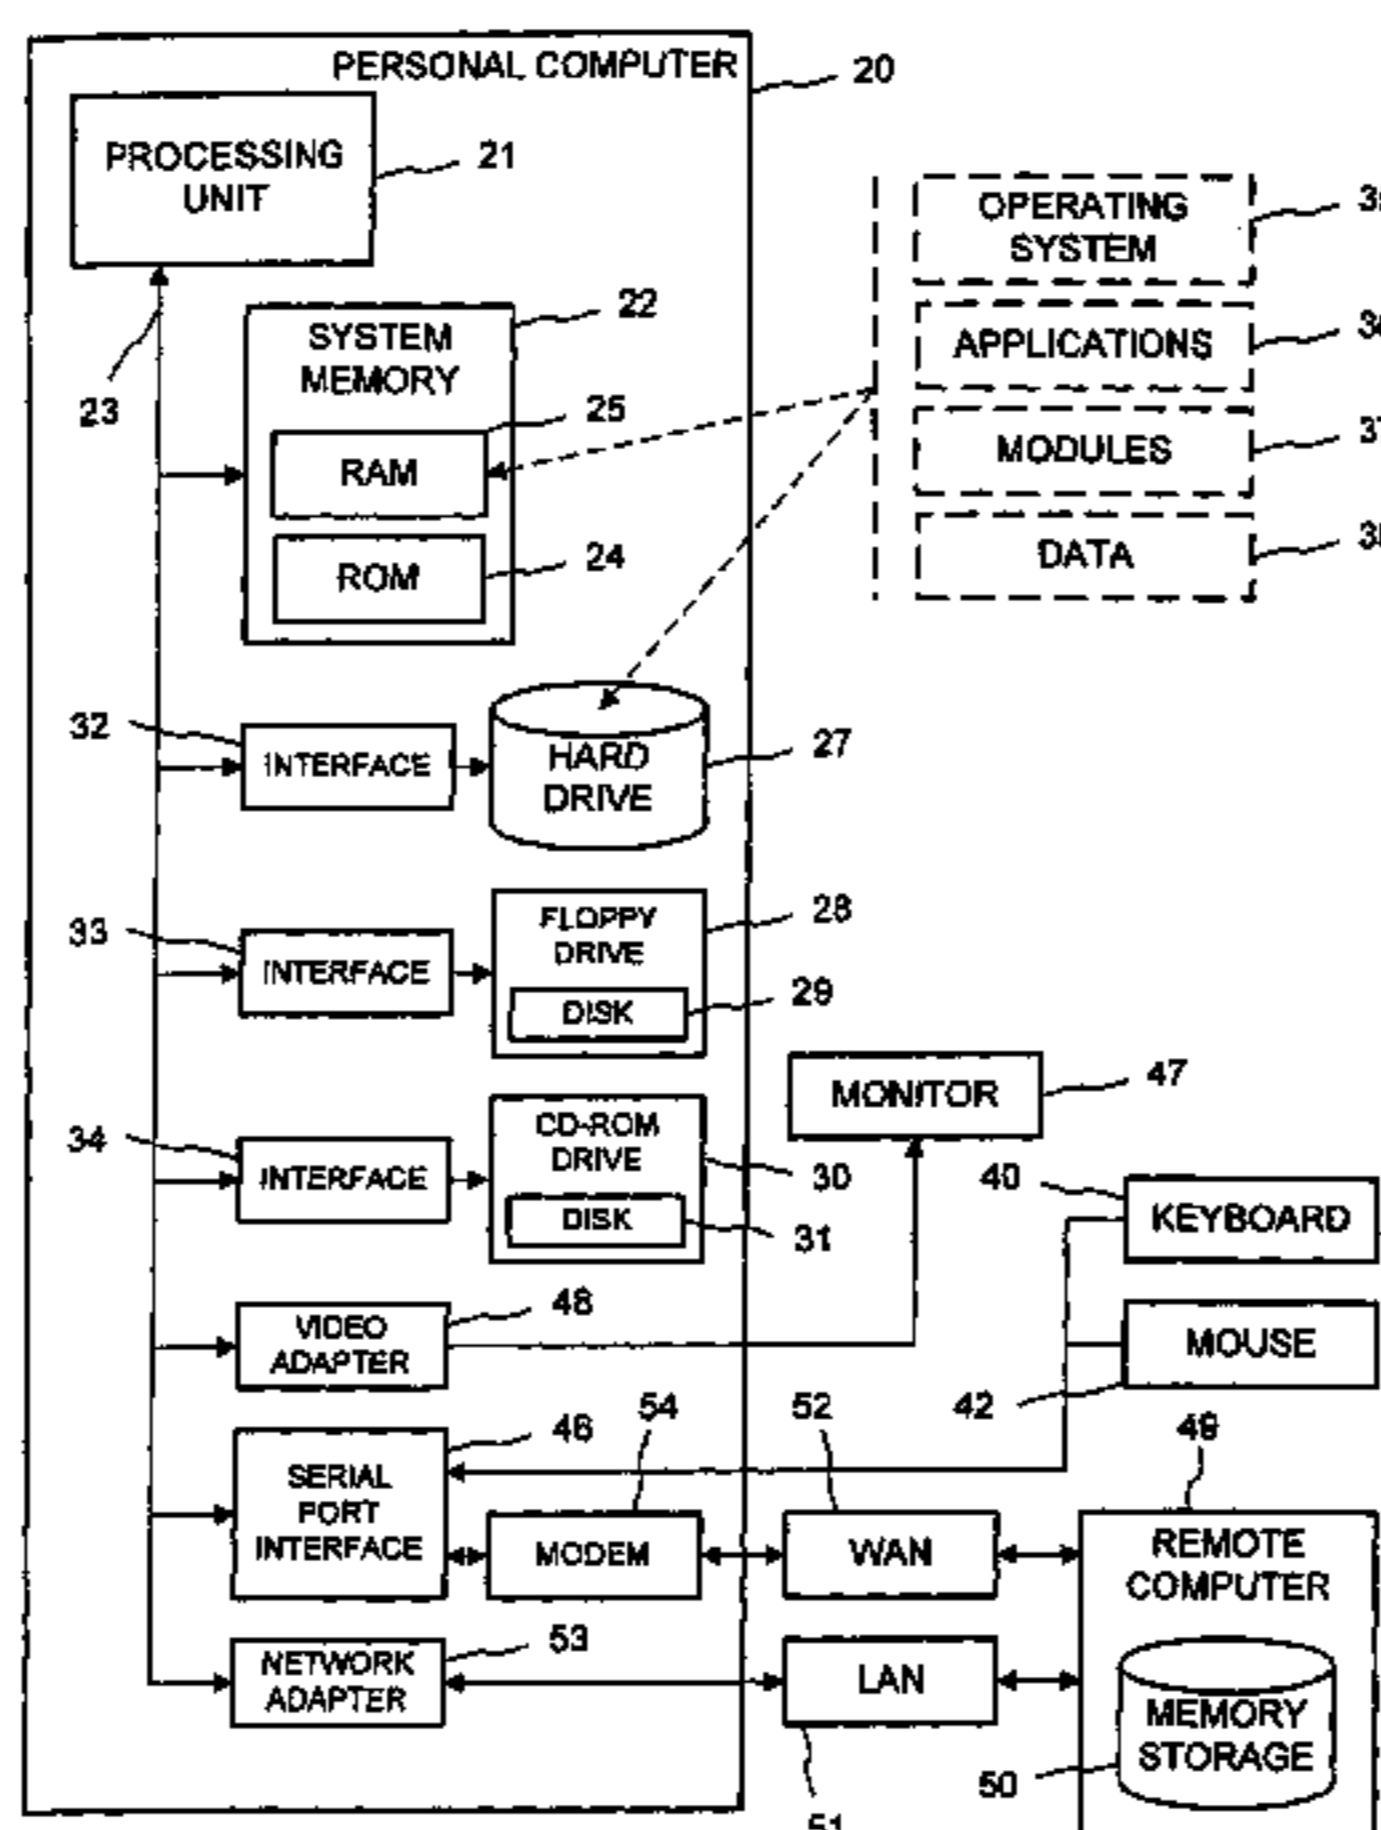 PERSONAL COMPUTER
20
PROCESSING
UNIT
21
OPERATING
SYSTEM
23
SYSTEM
MEMORY
22
APPLICATIONS
25
RAM
MODULES
ROM
24
DATA
32
INTERFACE
HARD
DRIVE
27
33
INTERFACE
FLOPPY
DRIVE
28
DISK
29
MONITOR
47
34
INTERFACE
CD-ROM
DRIVE
30
DISK
31
40
KEYBOARD
VIDEO
ADAPTER
48
MOUSE
42
46
54
52
49
SERIAL
PORT
INTERFACE
MODEM
WAN
REMOTE
COMPUTER
NETWORK
ADAPTER
53
LAN
51
MEMORY
STORAGE
50